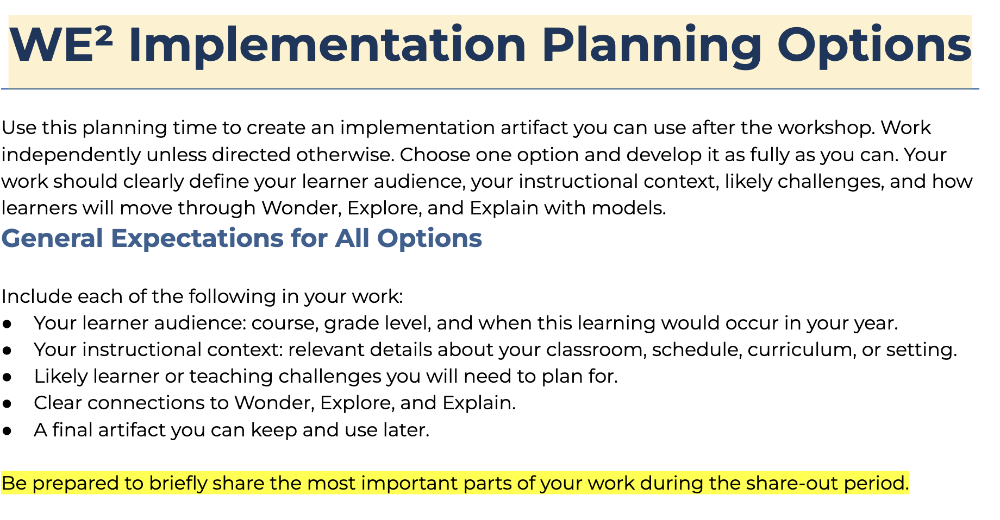 WE² Implementation Planning Options
Use this planning time to create an implementation artifact you can use after the workshop. Work
independently unless directed otherwise. Choose one option and develop it as fully as you can. Your
work should clearly define your learner audience, your instructional context, likely challenges, and how
learners will move through Wonder, Explore, and Explain with models.
General Expectations for All Options
Include each of the following in your work:
● Your learner audience: course, grade level, and when this learning would occur in your year.
● Your instructional context: relevant details about your classroom, schedule, curriculum, or setting.
● Likely learner or teaching challenges you will need to plan for.
● Clear connections to Wonder, Explore, and Explain.
● A final artifact you can keep and use later.
Be prepared to briefly share the most important parts of your work during the share-out period.